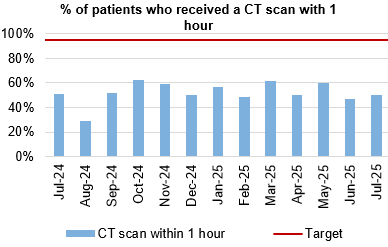 % of patients who received a CT scan with 1
hour
100%
80%
60%
40%
20%
0%
Jul-24
Aug-24
Sep-24
Oct-24
Nov-24
Dec-24
Jan-25
Feb-25
Mar-25
Apr-25
May-25
Jun-25
Jul-25
CT scan within 1 hour
Target